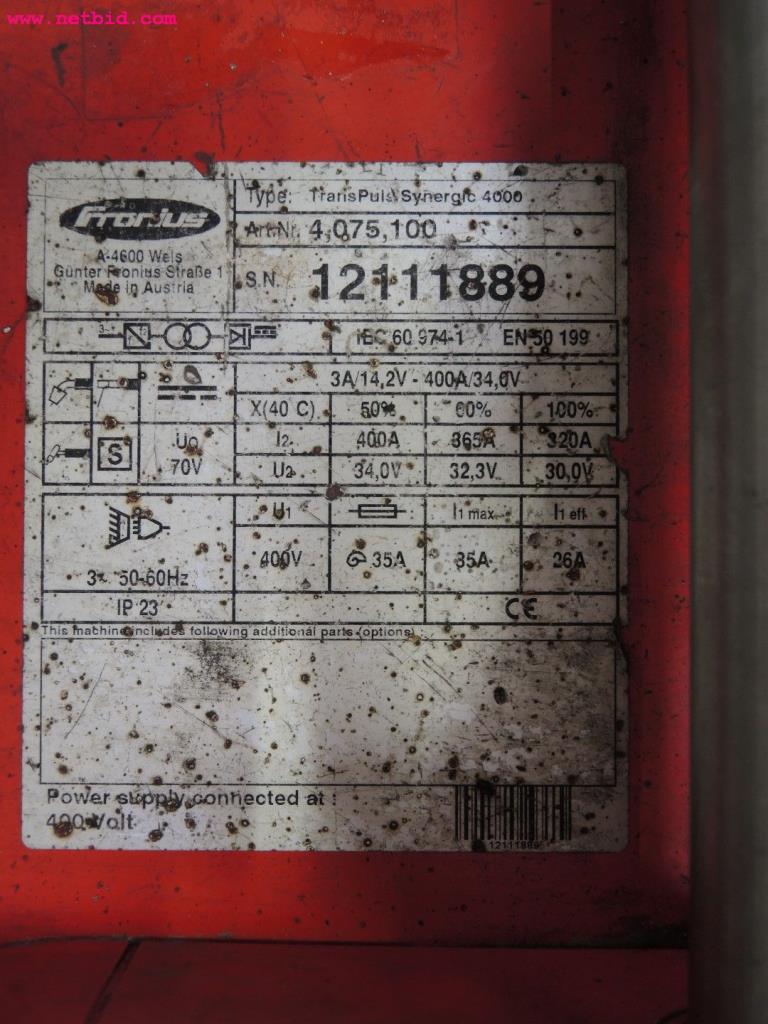 www.netbid.com
Fronius
A-4600 Wels
Günter Fronius Straße 1
Made in Austria
Type: TransPuls Synergic 4000
Art.Nr. 4,075,100
S.N. 12111889
3~
IEC 60 974-1 EN 50 199
3A/14,2V - 400A/34,0V
X(40 C) 50% 60% 100%
I2 400A 365A 320A
U2 34,0V 32,3V 30,0V
S
U0
70V
U1 I1 max I1 eff
400V 35A 35A 26A
3~ 50-60Hz
IP 23 CE
This machine includes following additional parts (options)
Power supply connected at :
400 Volt
12111889